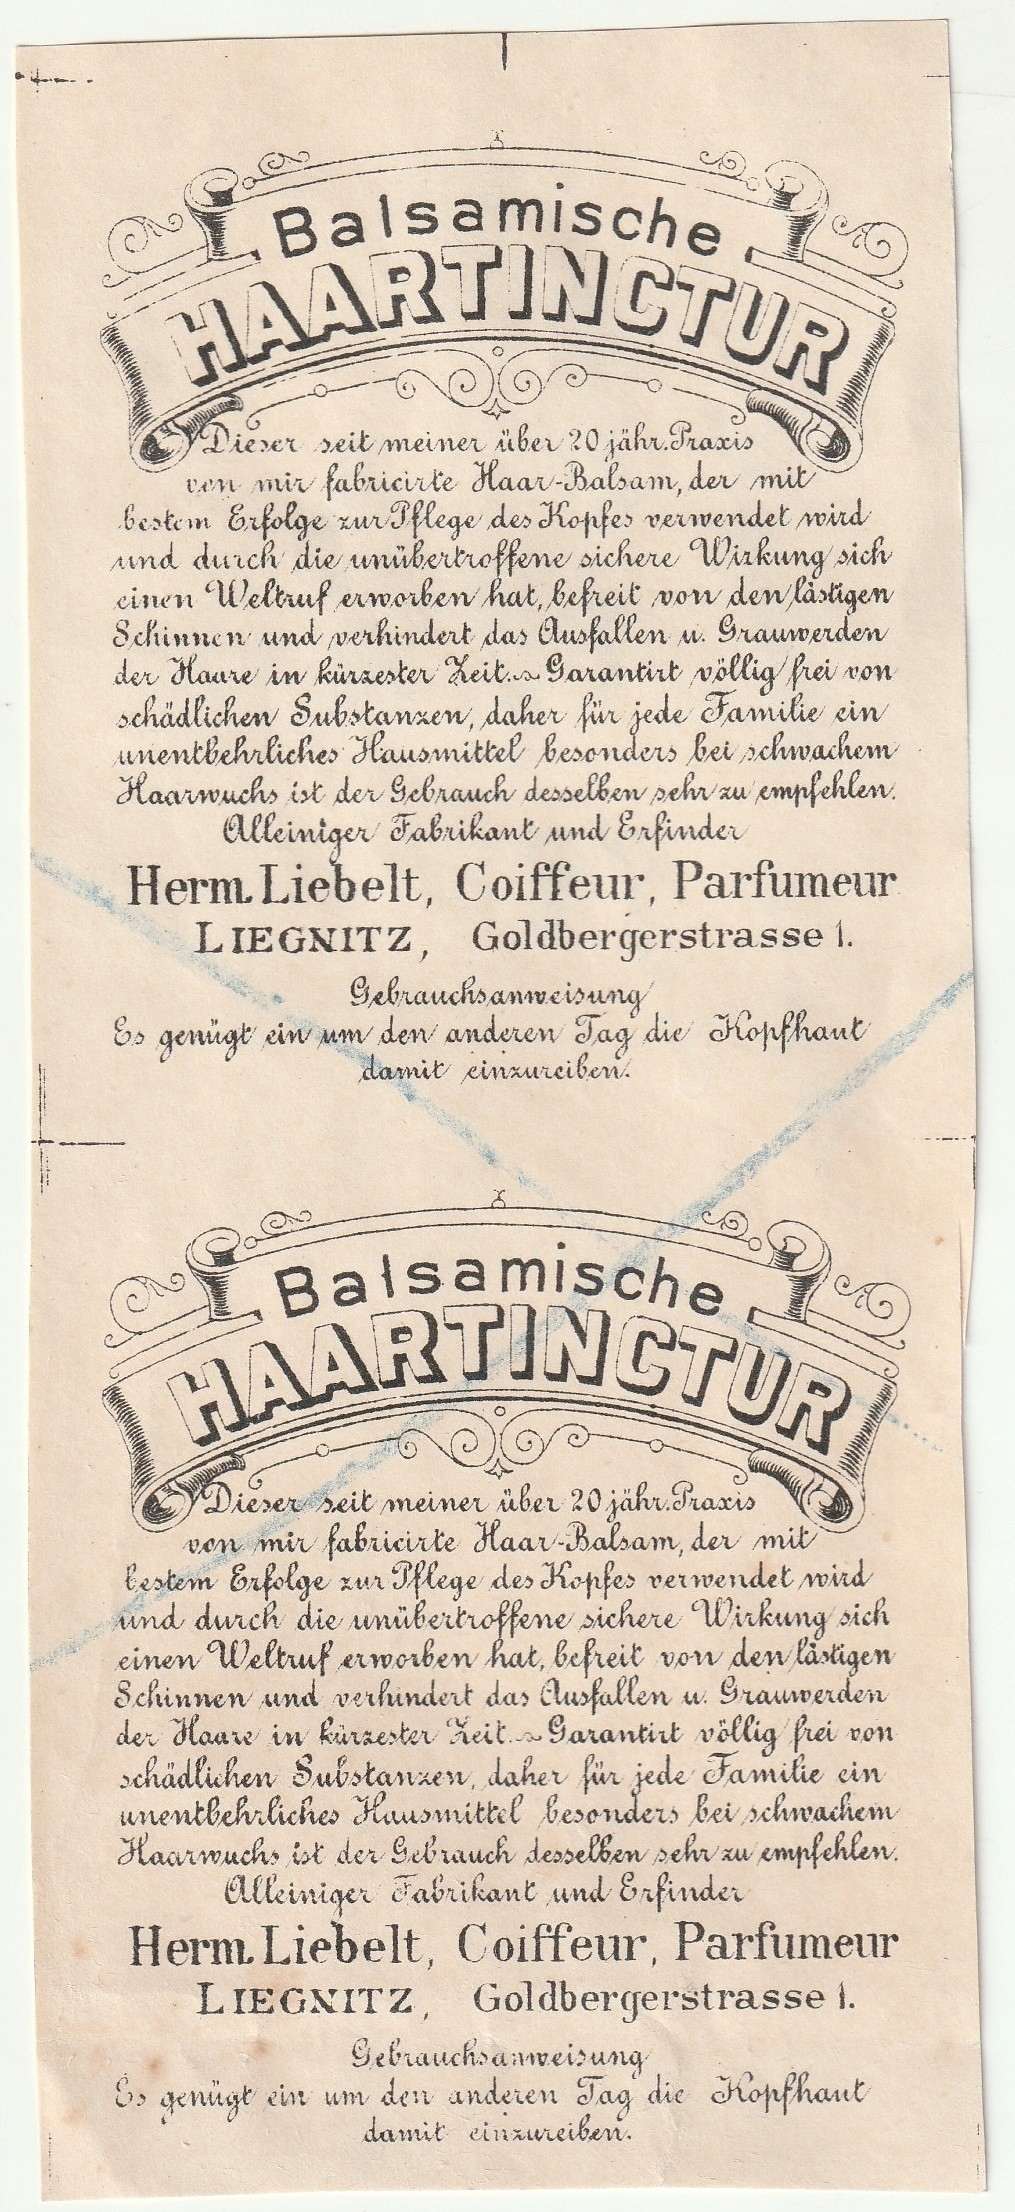 Balsamische
HAARTINCTUR
Dieser seit meiner über 20 jähr. Praxis
von mir fabricirte Haar-Balsam, der mit
bestem Erfolge zur Pflege des Kopfes verwendet wird
und durch die unübertroffene sichere Wirkung sich
einen Weltruf erworben hat, befreit von den lästigen
Schinnen und verhindert das Ausfallen u. Grauwerden
der Haare in kürzester Zeit. ~ Garantirt völlig frei von
schädlichen Substanzen, daher für jede Familie ein
unentbehrliches Hausmittel besonders bei schwachem
Haarwuchs ist der Gebrauch desselben sehr zu empfehlen.
Alleiniger Fabrikant und Erfinder
Herm. Liebelt, Coiffeur, Parfumeur
LIEGNITZ, Goldbergerstrasse 1.
Gebrauchsanweisung
Es genügt ein um den anderen Tag die Kopfhaut
damit einzureiben.
Balsamische
HAARTINCTUR
Dieser seit meiner über 20 jähr. Praxis
von mir fabricirte Haar-Balsam, der mit
bestem Erfolge zur Pflege des Kopfes verwendet wird
und durch die unübertroffene sichere Wirkung sich
einen Weltruf erworben hat, befreit von den lästigen
Schinnen und verhindert das Ausfallen u. Grauwerden
der Haare in kürzester Zeit. ~ Garantirt völlig frei von
schädlichen Substanzen, daher für jede Familie ein
unentbehrliches Hausmittel besonders bei schwachem
Haarwuchs ist der Gebrauch desselben sehr zu empfehlen.
Alleiniger Fabrikant und Erfinder
Herm. Liebelt, Coiffeur, Parfumeur
LIEGNITZ, Goldbergerstrasse 1.
Gebrauchsanweisung
Es genügt ein um den anderen Tag die Kopfhaut
damit einzureiben.